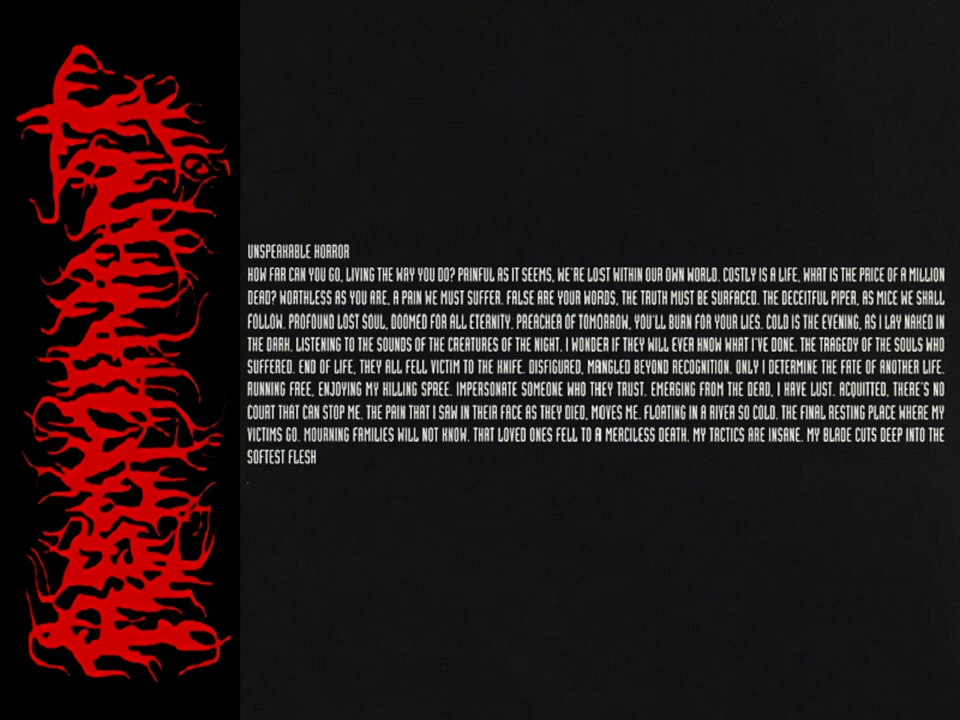 UNSPEAKABLE HORROR
HOW FAR CAN YOU GO, LIVING THE WAY YOU DO? PAINFUL AS IT SEEMS, WE'RE LOST WITHIN OUR OWN WORLD. COSTLY IS A LIFE, WHAT IS THE PRICE OF A MILLION
DEAD? WORTHLESS AS YOU ARE, A PAIN WE MUST SUFFER. FALSE ARE YOUR WORDS, THE TRUTH MUST BE SURFACED. THE DECEITFUL PIPER, AS MICE WE SHALL
FOLLOW. PROFOUND LOST SOUL, DOOMED FOR ALL ETERNITY. PREACHER OF TOMORROW, YOU'LL BURN FOR YOUR LIES. COLD IS THE EVENING, AS I LAY NAKED IN
THE DARK. LISTENING TO THE SOUNDS OF THE CREATURES OF THE NIGHT. I WONDER IF THEY WILL EVER KNOW WHAT I'VE DONE. THE TRAGEDY OF THE SOULS WHO
SUFFERED. END OF LIFE, THEY ALL FELL VICTIM TO THE KNIFE. DISFIGURED, MANGLED BEYOND RECOGNITION. ONLY I DETERMINE THE FATE OF ANOTHER LIFE.
RUNNING FREE, ENJOYING MY KILLING SPREE. IMPERSONATE SOMEONE WHO THEY TRUST. EMERGING FROM THE DEAD, I HAVE LUST. ACQUITTED, THERE'S NO
COURT THAT CAN STOP ME. THE PAIN THAT I SAW IN THEIR FACE AS THEY DIED, MOVES ME. FLOATING IN A RIVER SO COLD, THE FINAL RESTING PLACE WHERE MY
VICTIMS GO. MOURNING FAMILIES WILL NOT KNOW. THAT LOVED ONES FELL TO A MERCILESS DEATH. MY TACTICS ARE INSANE. MY BLADE CUTS DEEP INTO THE
SOFTEST FLESH